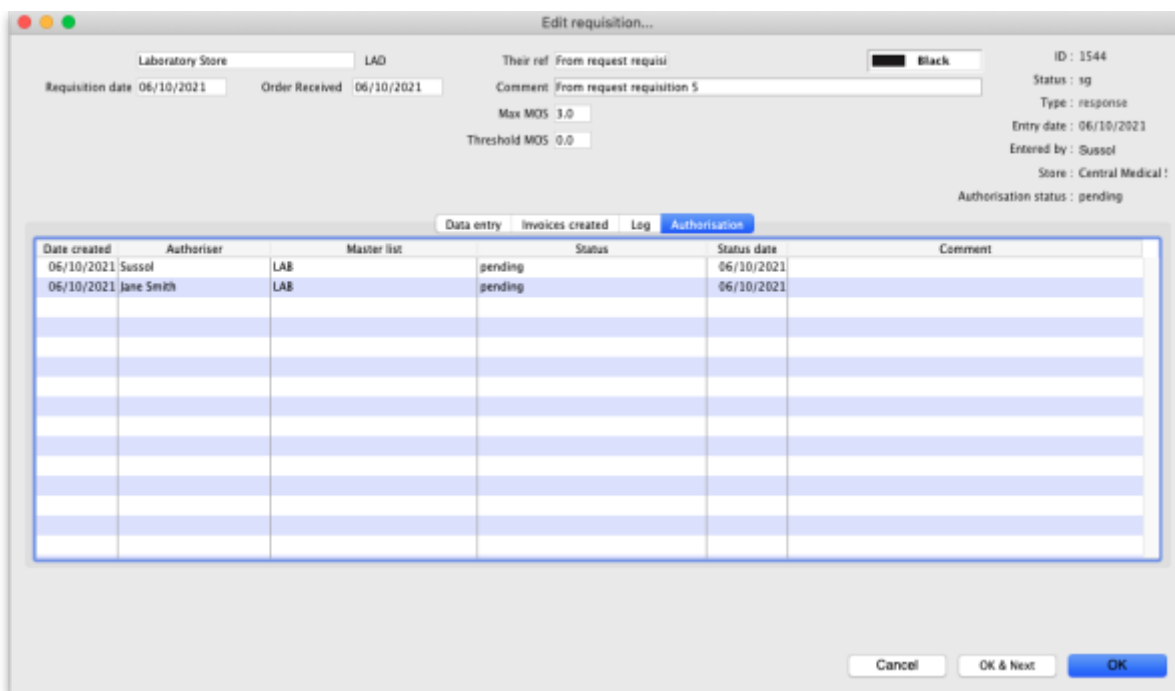 Edit requisition...
Laboratory Store LAD Their ref From request requisi Black ID : 1544
Requisition date 06/10/2021 Order Received 06/10/2021 Comment From request requisition 5 Status : sg
Max MOS 3.0 Type : response
Threshold MOS 0.0 Entry date : 06/10/2021
Entered by : Sussol
Store : Central Medical
Authorisation status : pending
Data entry Invoices created Log Authorisation
Date created Authoriser Master list Status Status date Comment
06/10/2021 Sussol LAB pending 06/10/2021
06/10/2021 Jane Smith LAB pending 06/10/2021
Cancel OK & Next OK